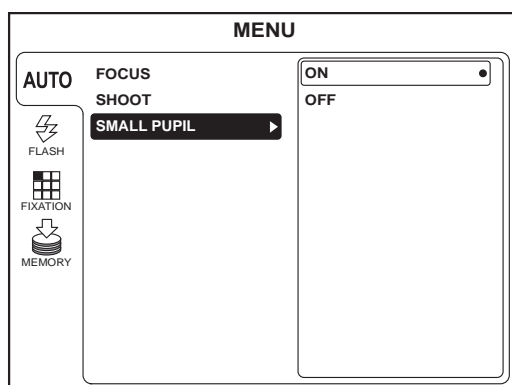 MENU
AUTO
FLASH
FIXATION
MEMORY
FOCUS
SHOOT
SMALL PUPIL
ON
OFF